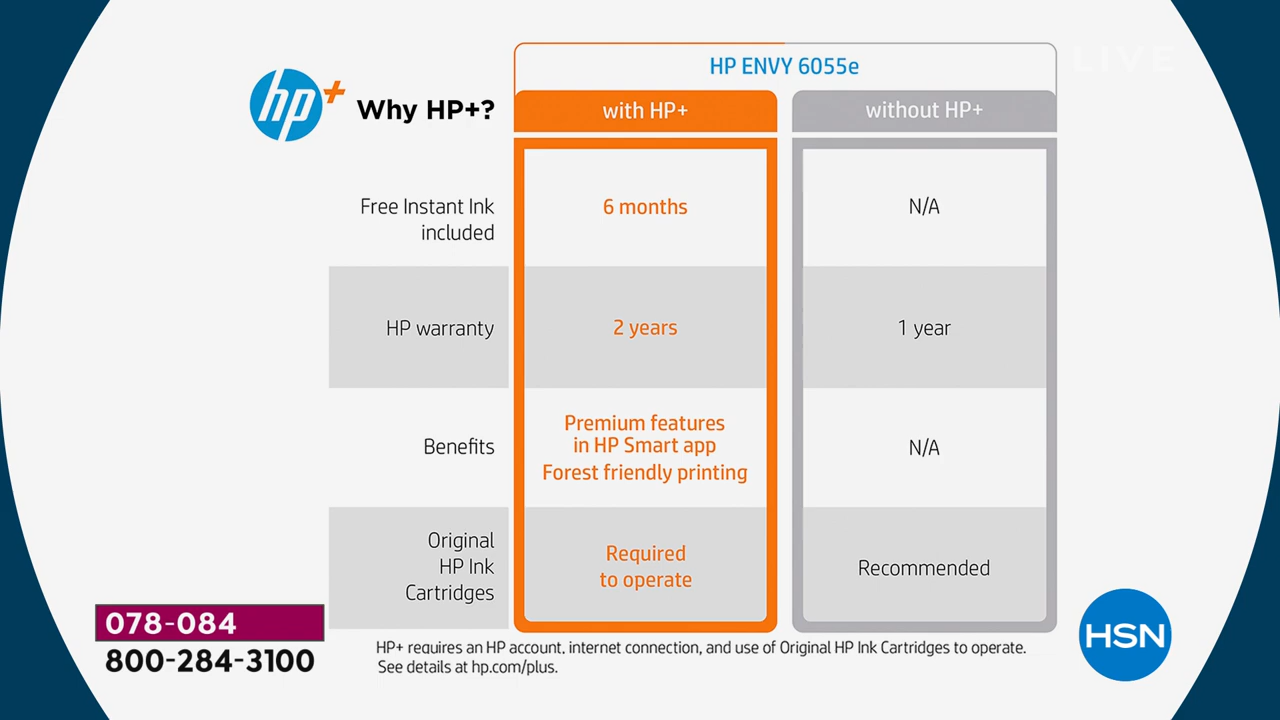 LIVE
HP ENVY 6055e
hp+
Why HP+?
with HP+
without HP+
Free Instant Ink
included
6 months
N/A
HP warranty
2 years
1 year
Benefits
Premium features
in HP Smart app
Forest friendly printing
N/A
Original
HP Ink
Cartridges
Required
to operate
Recommended
078-084
800-284-3100
HP+ requires an HP account, internet connection, and use of Original HP Ink Cartridges to operate.
See details at hp.com/plus.
HSN